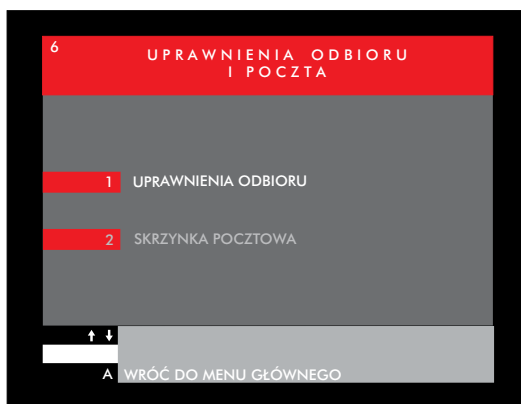 6
UPRAWNIENIA ODBIORU
I POCZTA
1 UPRAWNIENIA ODBIORU
2 SKRZYNKA POCZTOWA
↑ ↓
A WRÓĆ DO MENU GŁÓWNEGO